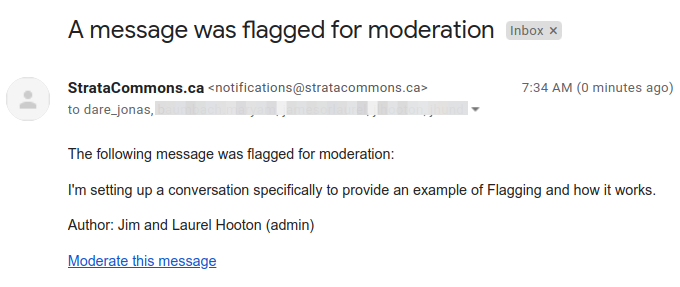 A message was flagged for moderation Inbox x
StrataCommons.ca <notifications@stratacommons.ca> 7:34 AM (0 minutes ago)
to dare_jonas,
The following message was flagged for moderation:
I'm setting up a conversation specifically to provide an example of Flagging and how it works.
Author: Jim and Laurel Hooton (admin)
Moderate this message